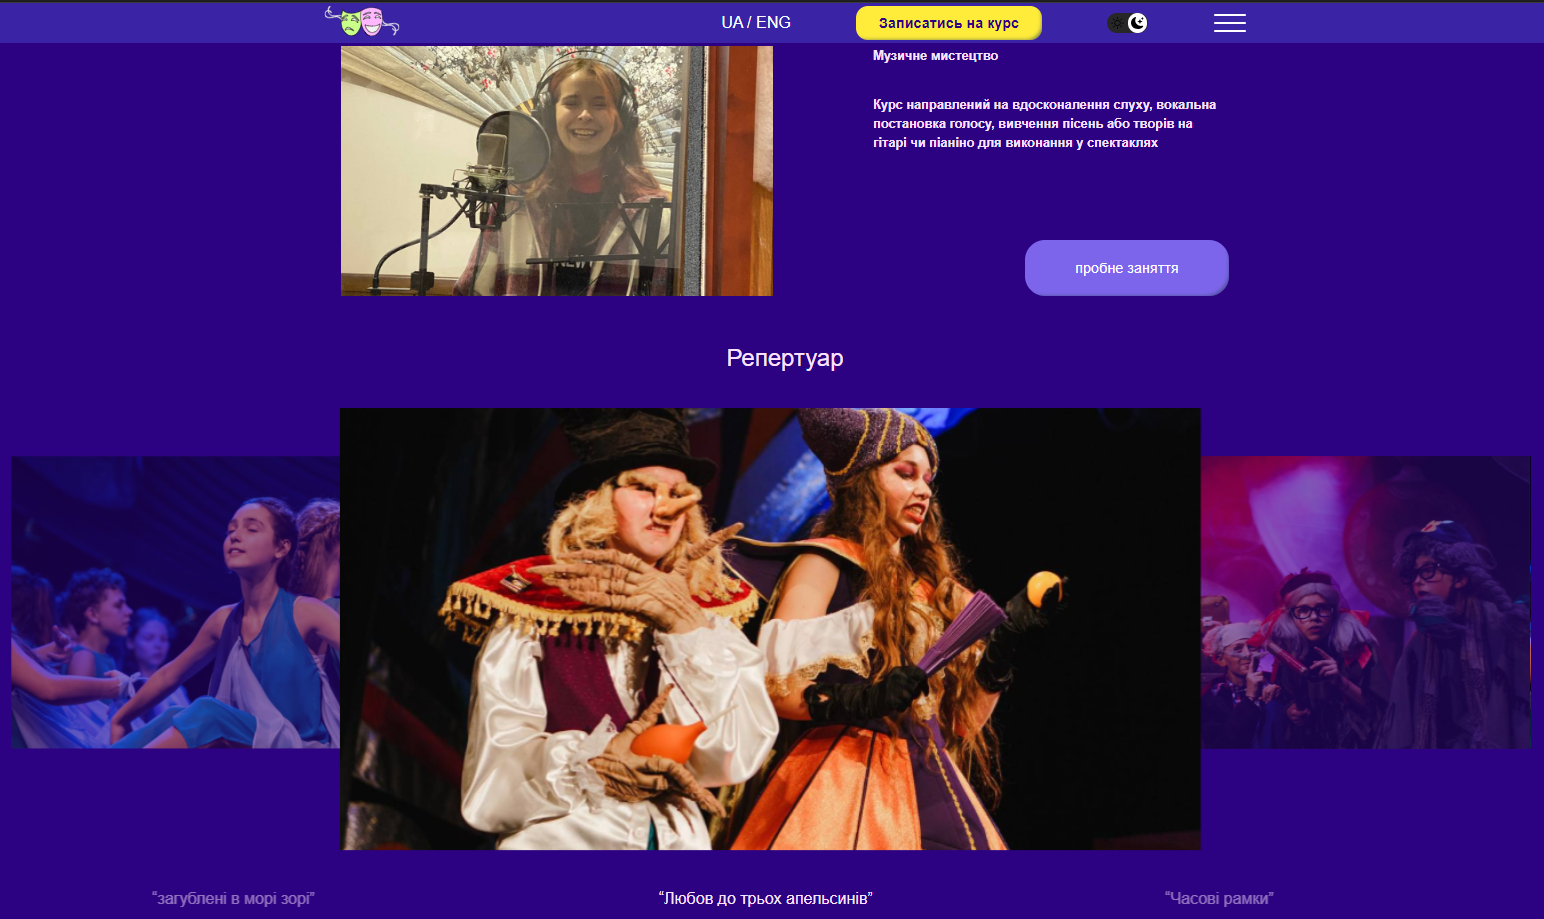 UA / ENG
Записатись на курс
Музичне мистецтво
Курс направлений на вдосконалення слуху, вокальна
постановка голосу, вивчення пісень або творів на
гітарі чи піаніно для виконання у спектаклях
пробне заняття
Репертуар
“загублені в морі зорі”
“Любов до трьох апельсинів”
“Часові рамки”